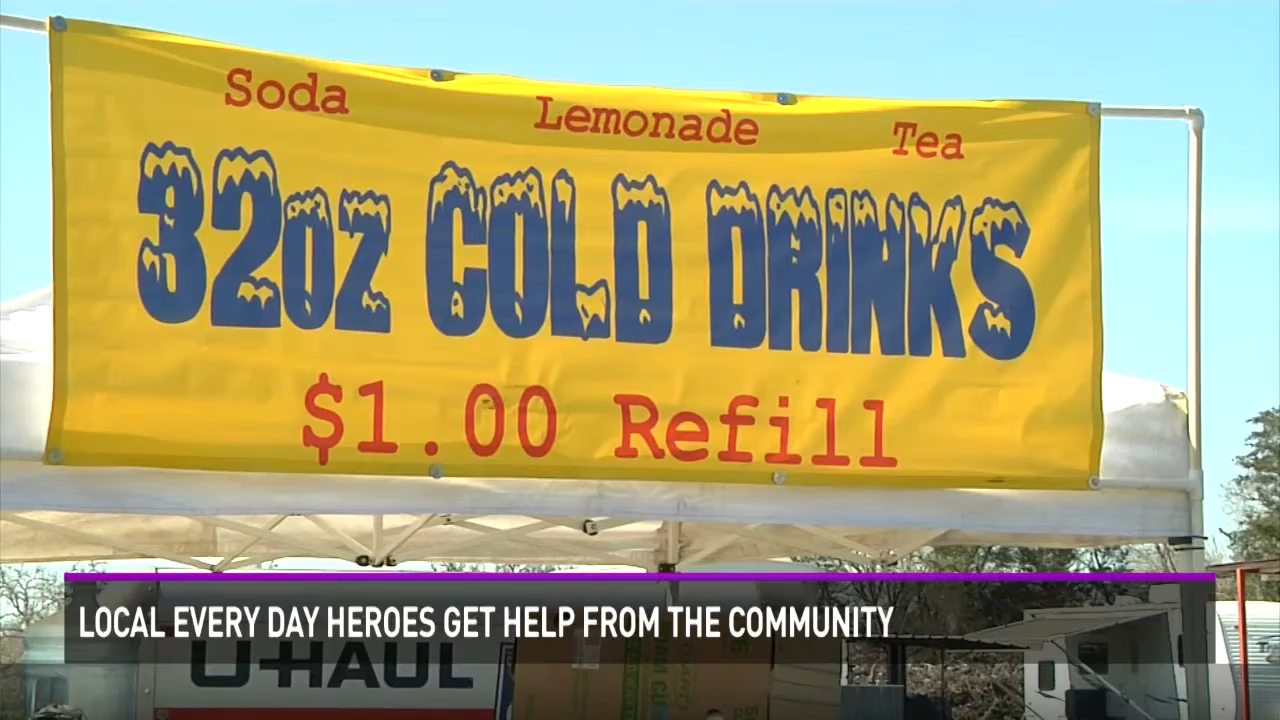 Soda Lemonade Tea
32oz COLD DRINKS
$1.00 Refill
LOCAL EVERY DAY HEROES GET HELP FROM THE COMMUNITY
U-HAUL